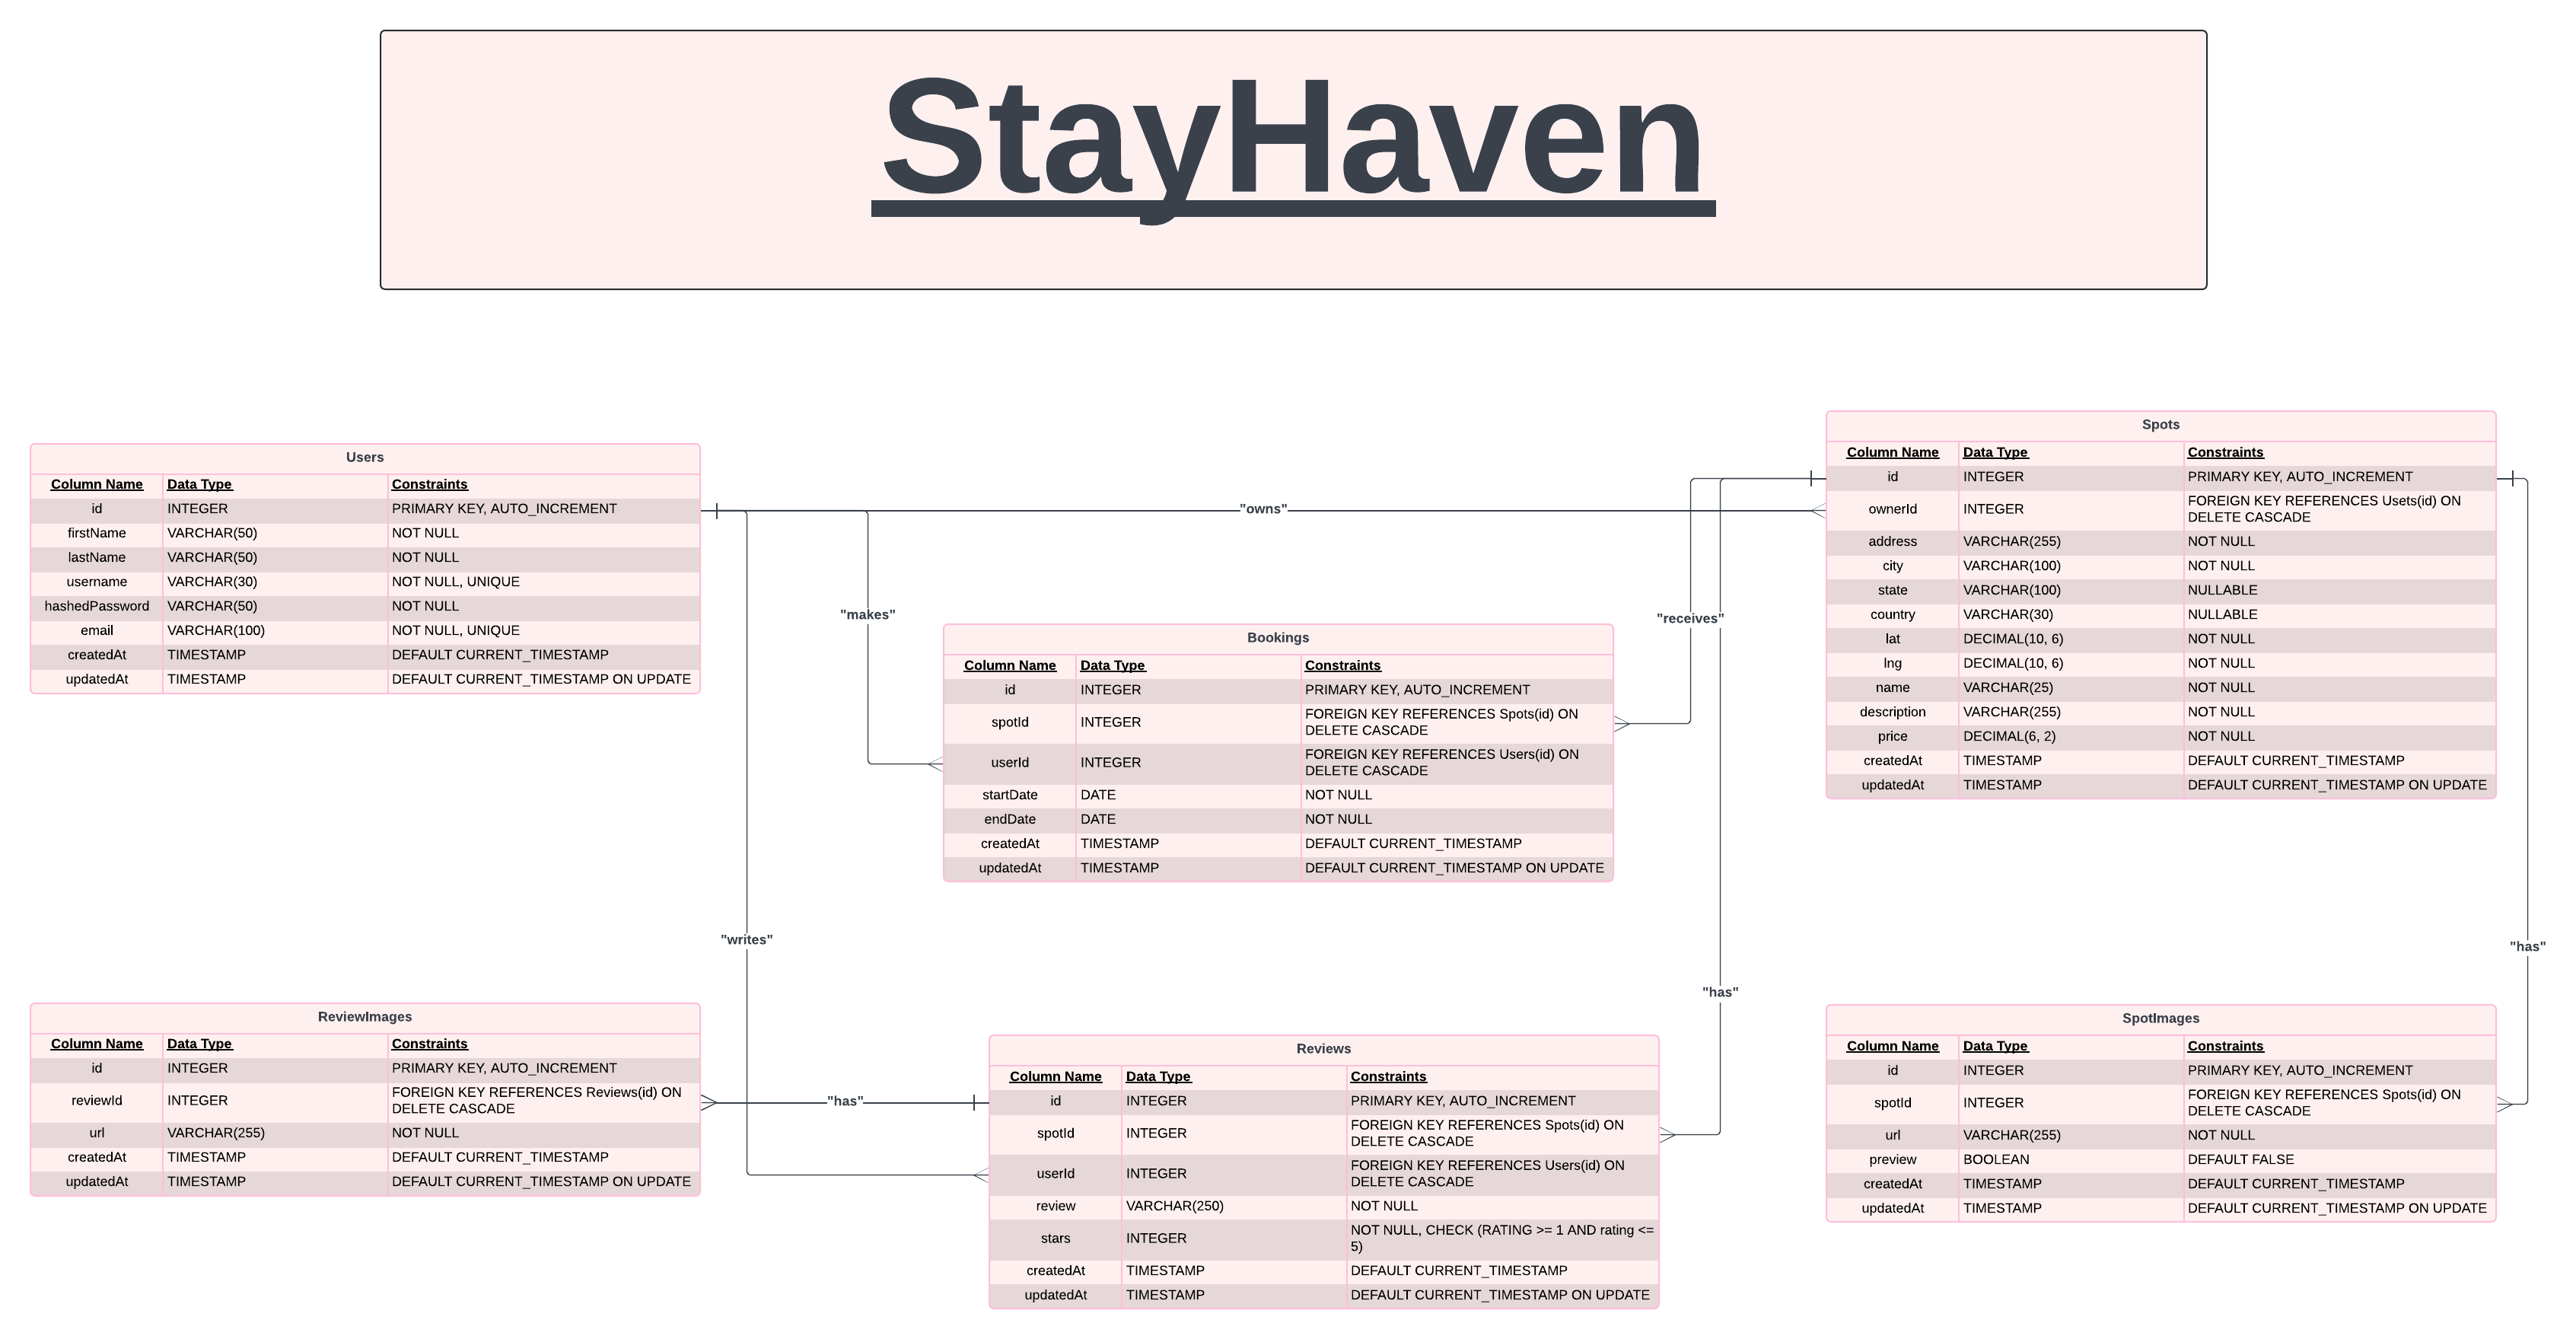 StayHaven
Users
Column Name Data Type Constraints
id INTEGER PRIMARY KEY, AUTO_INCREMENT
firstName VARCHAR(50) NOT NULL
lastName VARCHAR(50) NOT NULL
username VARCHAR(30) NOT NULL, UNIQUE
hashedPassword VARCHAR(50) NOT NULL
email VARCHAR(100) NOT NULL, UNIQUE
createdAt TIMESTAMP DEFAULT CURRENT_TIMESTAMP
updatedAt TIMESTAMP DEFAULT CURRENT_TIMESTAMP ON UPDATE
"owns"
"makes"
"receives"
Spots
Column Name Data Type Constraints
id INTEGER PRIMARY KEY, AUTO_INCREMENT
ownerId INTEGER FOREIGN KEY REFERENCES Usets(id) ON
DELETE CASCADE
address VARCHAR(255) NOT NULL
city VARCHAR(100) NOT NULL
state VARCHAR(100) NULLABLE
country VARCHAR(30) NULLABLE
lat DECIMAL(10, 6) NOT NULL
lng DECIMAL(10, 6) NOT NULL
name VARCHAR(25) NOT NULL
description VARCHAR(255) NOT NULL
price DECIMAL(6, 2) NOT NULL
createdAt TIMESTAMP DEFAULT CURRENT_TIMESTAMP
updatedAt TIMESTAMP DEFAULT CURRENT_TIMESTAMP ON UPDATE
Bookings
Column Name Data Type Constraints
id INTEGER PRIMARY KEY, AUTO_INCREMENT
spotId INTEGER FOREIGN KEY REFERENCES Spots(id) ON
DELETE CASCADE
userId INTEGER FOREIGN KEY REFERENCES Users(id) ON
DELETE CASCADE
startDate DATE NOT NULL
endDate DATE NOT NULL
createdAt TIMESTAMP DEFAULT CURRENT_TIMESTAMP
updatedAt TIMESTAMP DEFAULT CURRENT_TIMESTAMP ON UPDATE
"writes"
"has"
"has"
ReviewImages
Column Name Data Type Constraints
id INTEGER PRIMARY KEY, AUTO_INCREMENT
reviewId INTEGER FOREIGN KEY REFERENCES Reviews(id) ON
DELETE CASCADE
url VARCHAR(255) NOT NULL
createdAt TIMESTAMP DEFAULT CURRENT_TIMESTAMP
updatedAt TIMESTAMP DEFAULT CURRENT_TIMESTAMP ON UPDATE
"has"
Reviews
Column Name Data Type Constraints
id INTEGER PRIMARY KEY, AUTO_INCREMENT
spotId INTEGER FOREIGN KEY REFERENCES Spots(id) ON
DELETE CASCADE
userId INTEGER FOREIGN KEY REFERENCES Users(id) ON
DELETE CASCADE
review VARCHAR(250) NOT NULL
stars INTEGER NOT NULL, CHECK (RATING >= 1 AND rating <=
5)
createdAt TIMESTAMP DEFAULT CURRENT_TIMESTAMP
updatedAt TIMESTAMP DEFAULT CURRENT_TIMESTAMP ON UPDATE
SpotImages
Column Name Data Type Constraints
id INTEGER PRIMARY KEY, AUTO_INCREMENT
spotId INTEGER FOREIGN KEY REFERENCES Spots(id) ON
DELETE CASCADE
url VARCHAR(255) NOT NULL
preview BOOLEAN DEFAULT FALSE
createdAt TIMESTAMP DEFAULT CURRENT_TIMESTAMP
updatedAt TIMESTAMP DEFAULT CURRENT_TIMESTAMP ON UPDATE